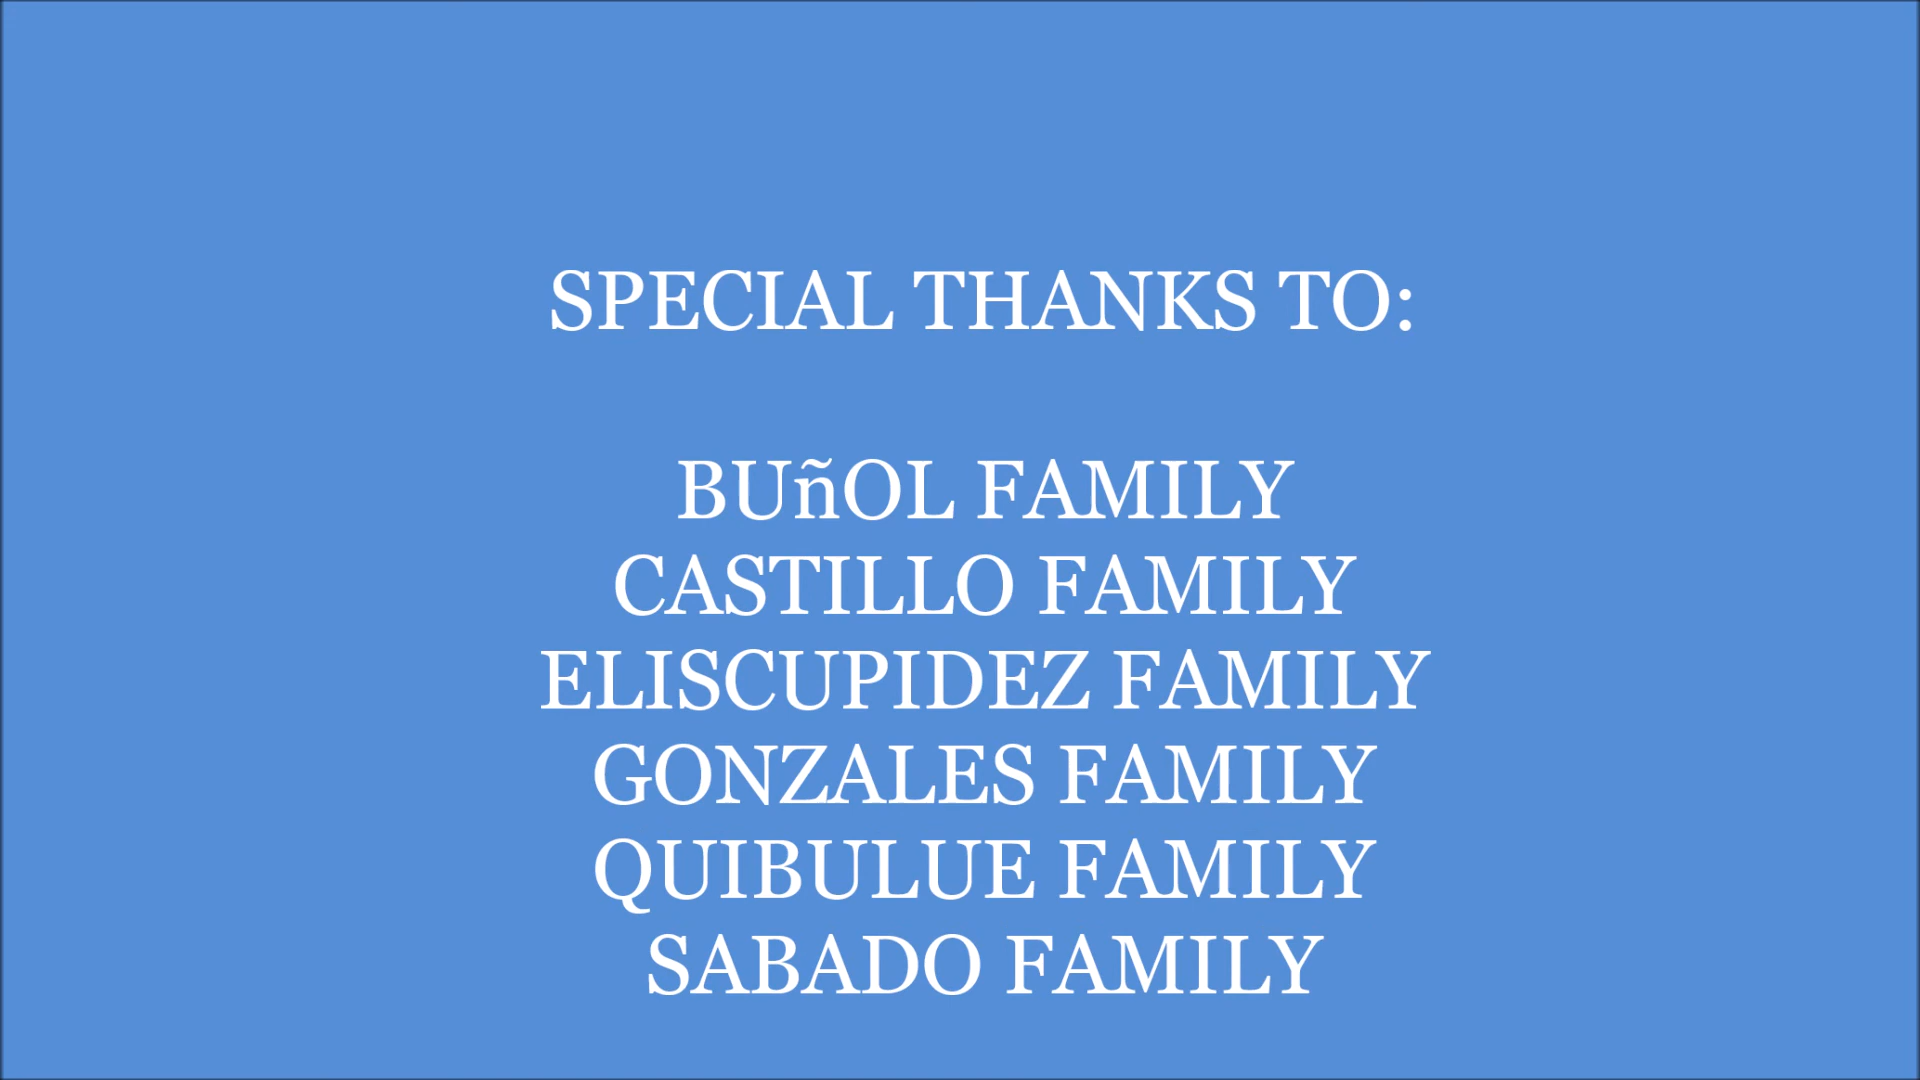 SPECIAL THANKS TO:
BUñOL FAMILY
CASTILLO FAMILY
ELISCUPIDEZ FAMILY
GONZALES FAMILY
QUIBULUE FAMILY
SABADO FAMILY